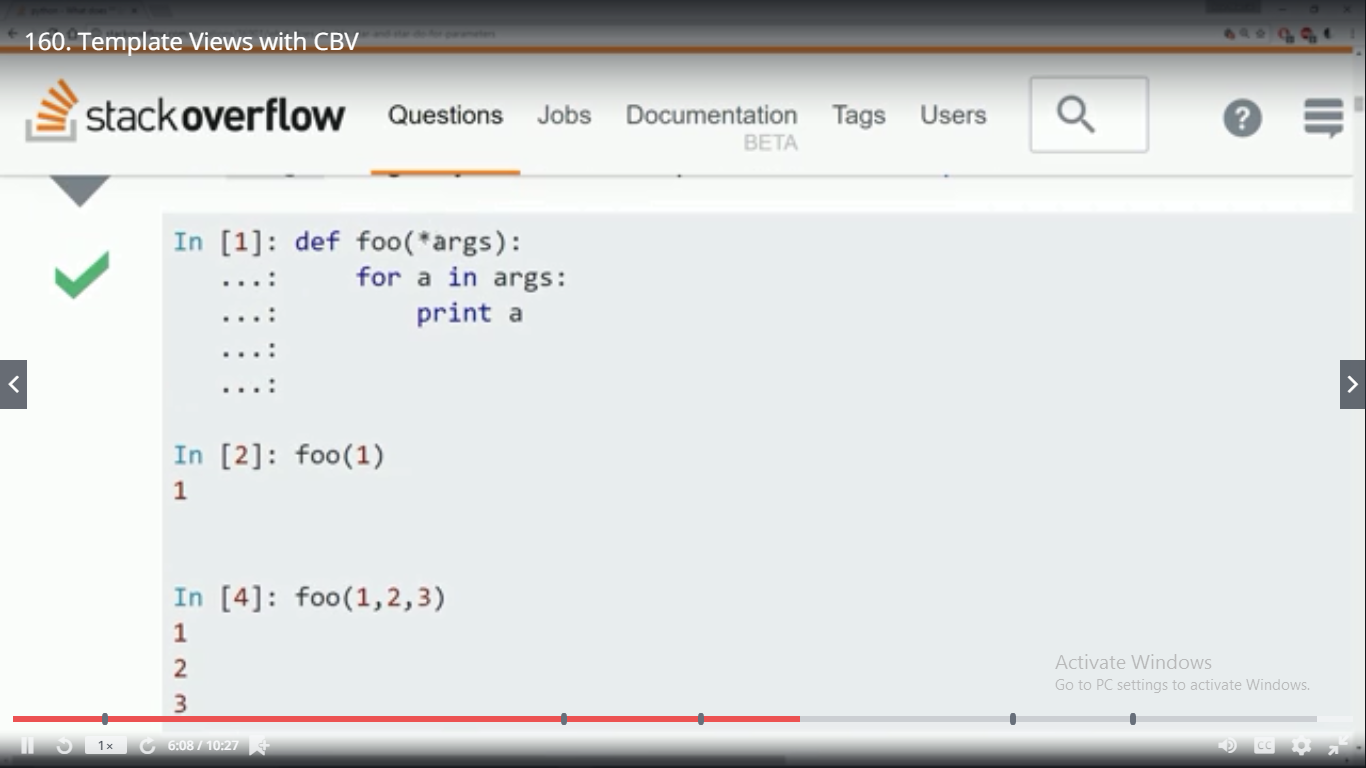 160. Template Views with CBV
stackoverflow Questions Jobs Documentation Tags Users
BETA
?
In [1]: def foo(*args):
...: for a in args:
...: print a
...:
...:
In [2]: foo(1)
1
In [4]: foo(1,2,3)
1
2
3
Activate Windows
Go to PC settings to activate Windows.
1x 6:08 / 10:27 CC